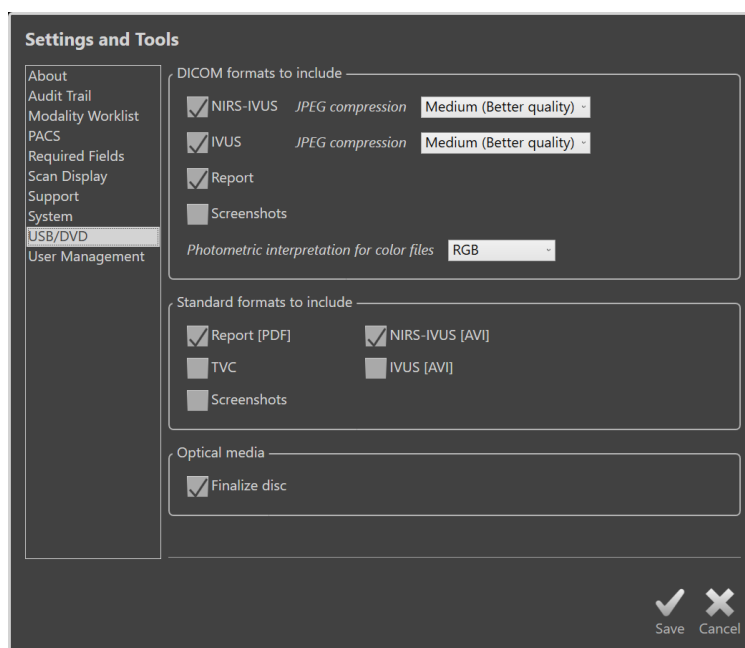 Settings and Tools
About
Audit Trail
Modality Worklist
PACS
Required Fields
Scan Display
Support
System
USB/DVD
User Management
DICOM formats to include
NIRS-IVUS JPEG compression Medium (Better quality)
IVUS JPEG compression Medium (Better quality)
Report
Screenshots
Photometric interpretation for color files RGB
Standard formats to include
Report [PDF] NIRS-IVUS [AVI]
TVC IVUS [AVI]
Screenshots
Optical media
Finalize disc
Save Cancel